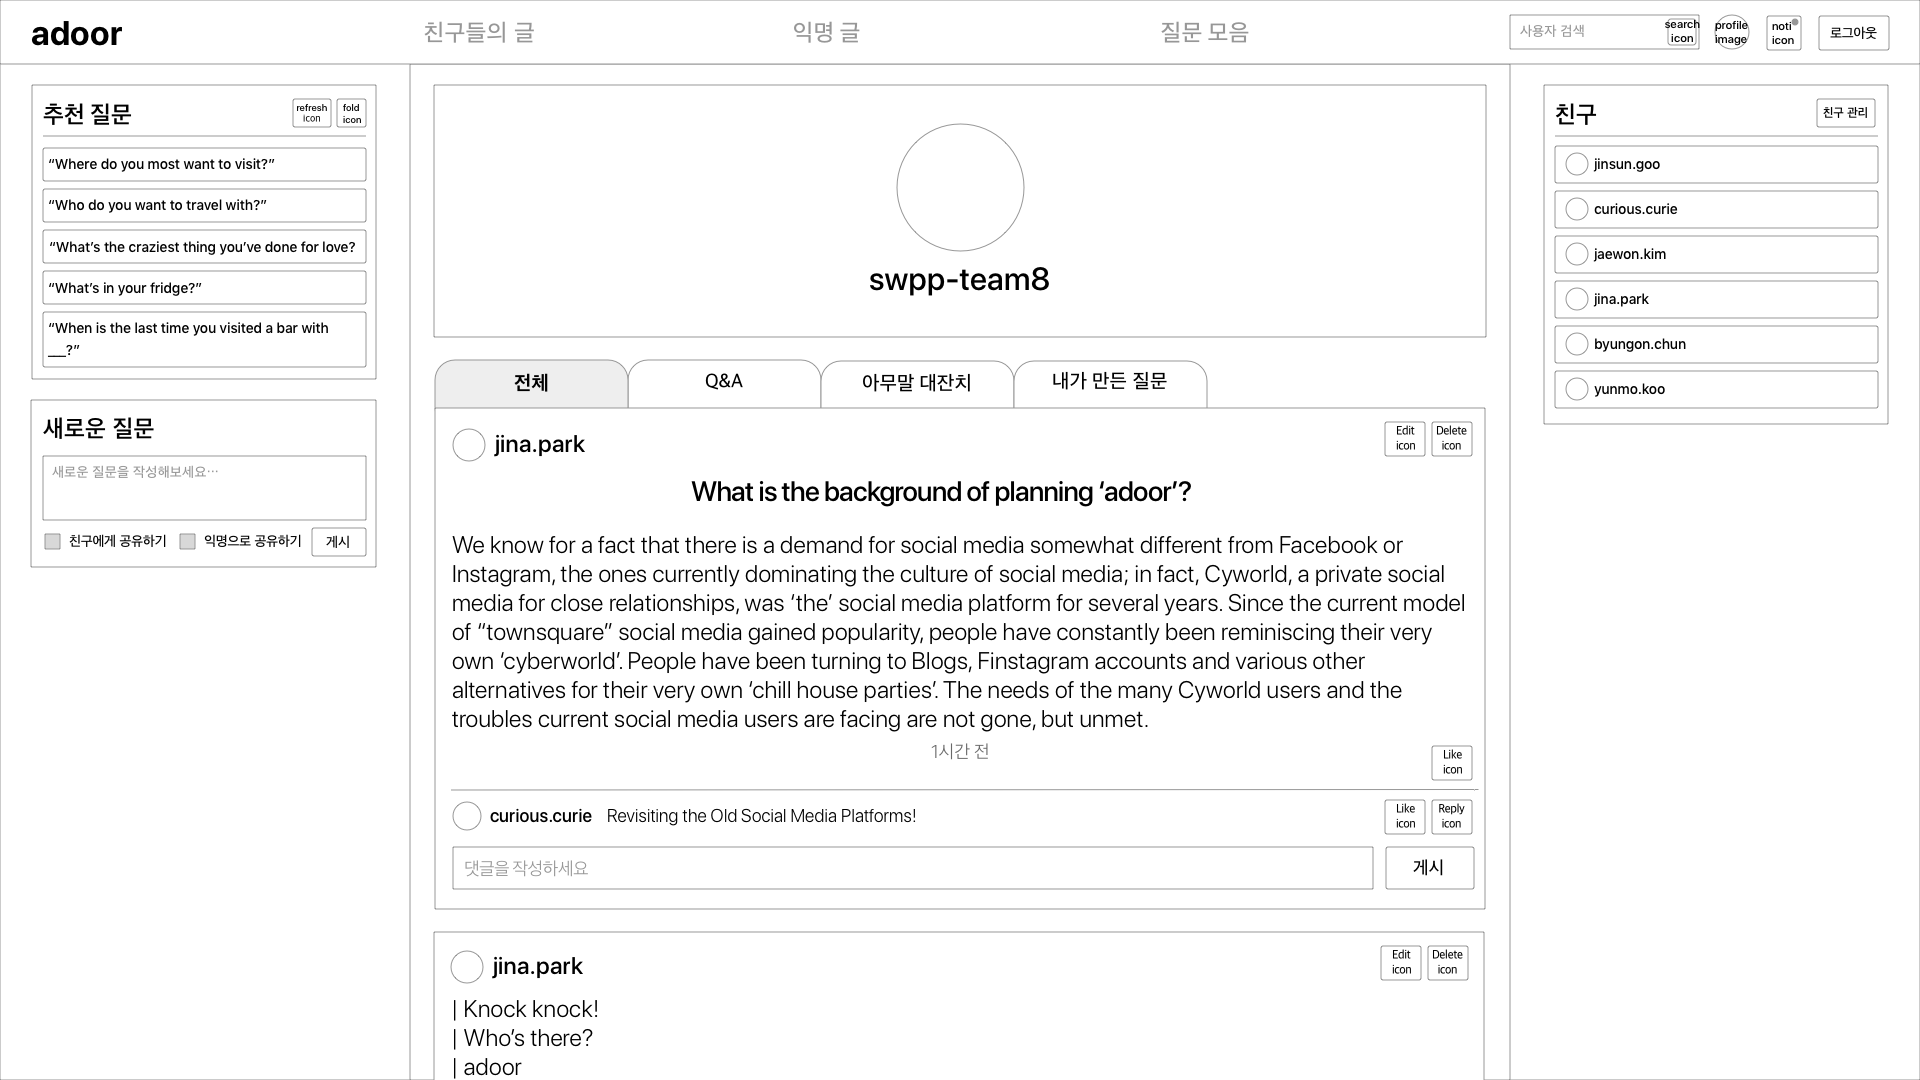 adoor
친구들의 글
익명 글
질문 모음
사용자 검색
search
icon
profile
image
noti
icon
로그아웃
추천 질문
refresh
icon
fold
icon
“Where do you most want to visit?”
“Who do you want to travel with?”
“What’s the craziest thing you’ve done for love?
“What’s in your fridge?”
“When is the last time you visited a bar with
___?”
새로운 질문
새로운 질문을 작성해보세요…
친구에게 공유하기
익명으로 공유하기
게시
swpp-team8
전체
Q&A
아무말 대잔치
내가 만든 질문
jina.park
Edit
icon
Delete
icon
What is the background of planning ‘adoor’?
We know for a fact that there is a demand for social media somewhat different from Facebook or
Instagram, the ones currently dominating the culture of social media; in fact, Cyworld, a private social
media for close relationships, was ‘the’ social media platform for several years. Since the current model
of “townsquare” social media gained popularity, people have constantly been reminiscing their very
own ‘cyberworld’. People have been turning to Blogs, Finstagram accounts and various other
alternatives for their very own ‘chill house parties’. The needs of the many Cyworld users and the
troubles current social media users are facing are not gone, but unmet.
1시간 전
Like
icon
curious.curie Revisiting the Old Social Media Platforms!
Like
icon
Reply
icon
댓글을 작성하세요
게시
jina.park
Edit
icon
Delete
icon
| Knock knock!
| Who’s there?
| adoor
친구
친구 관리
jinsun.goo
curious.curie
jaewon.kim
jina.park
byungon.chun
yunmo.koo